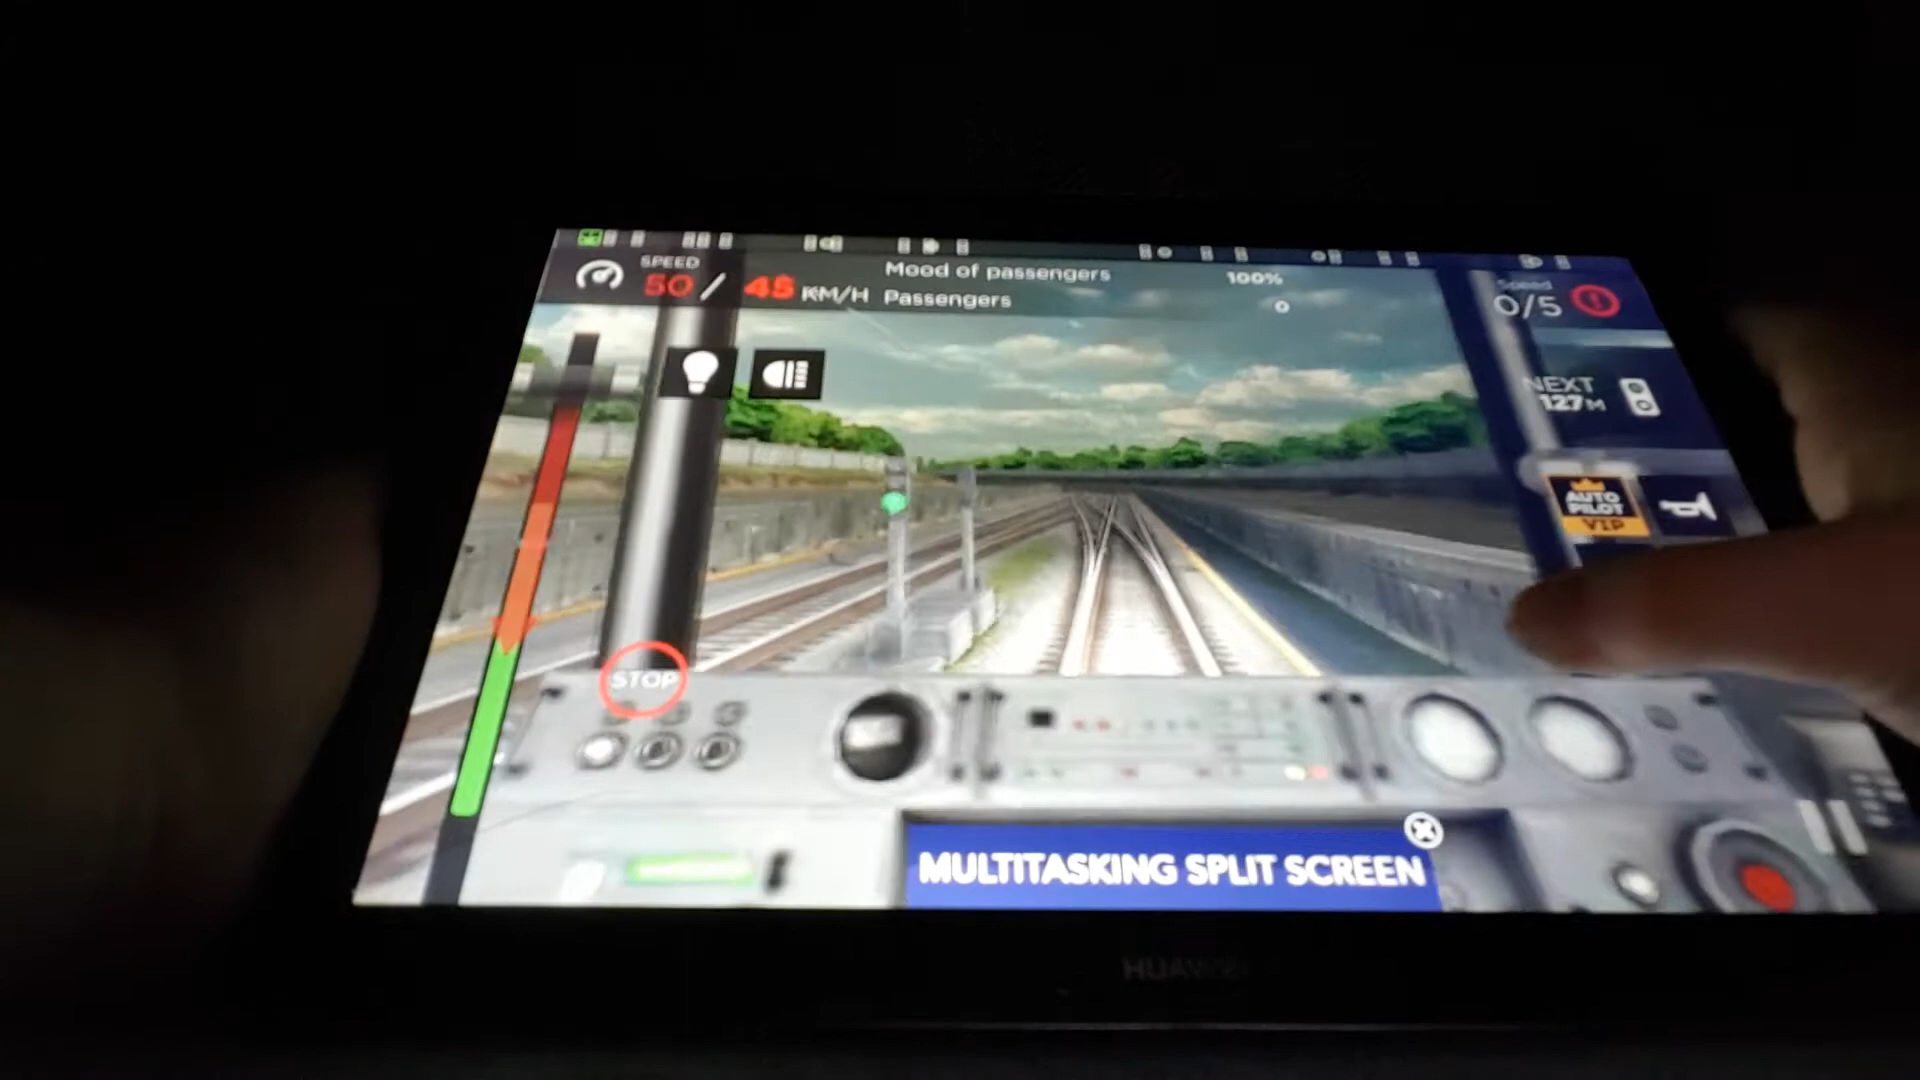 SPEED
50 / 45 KM/H
Mood of passengers 100%
Passengers 0
Speed
0/5
NEXT
127 M
AUTO
PILOT
VIP
STOP
MULTITASKING SPLIT SCREEN
HUAWEI